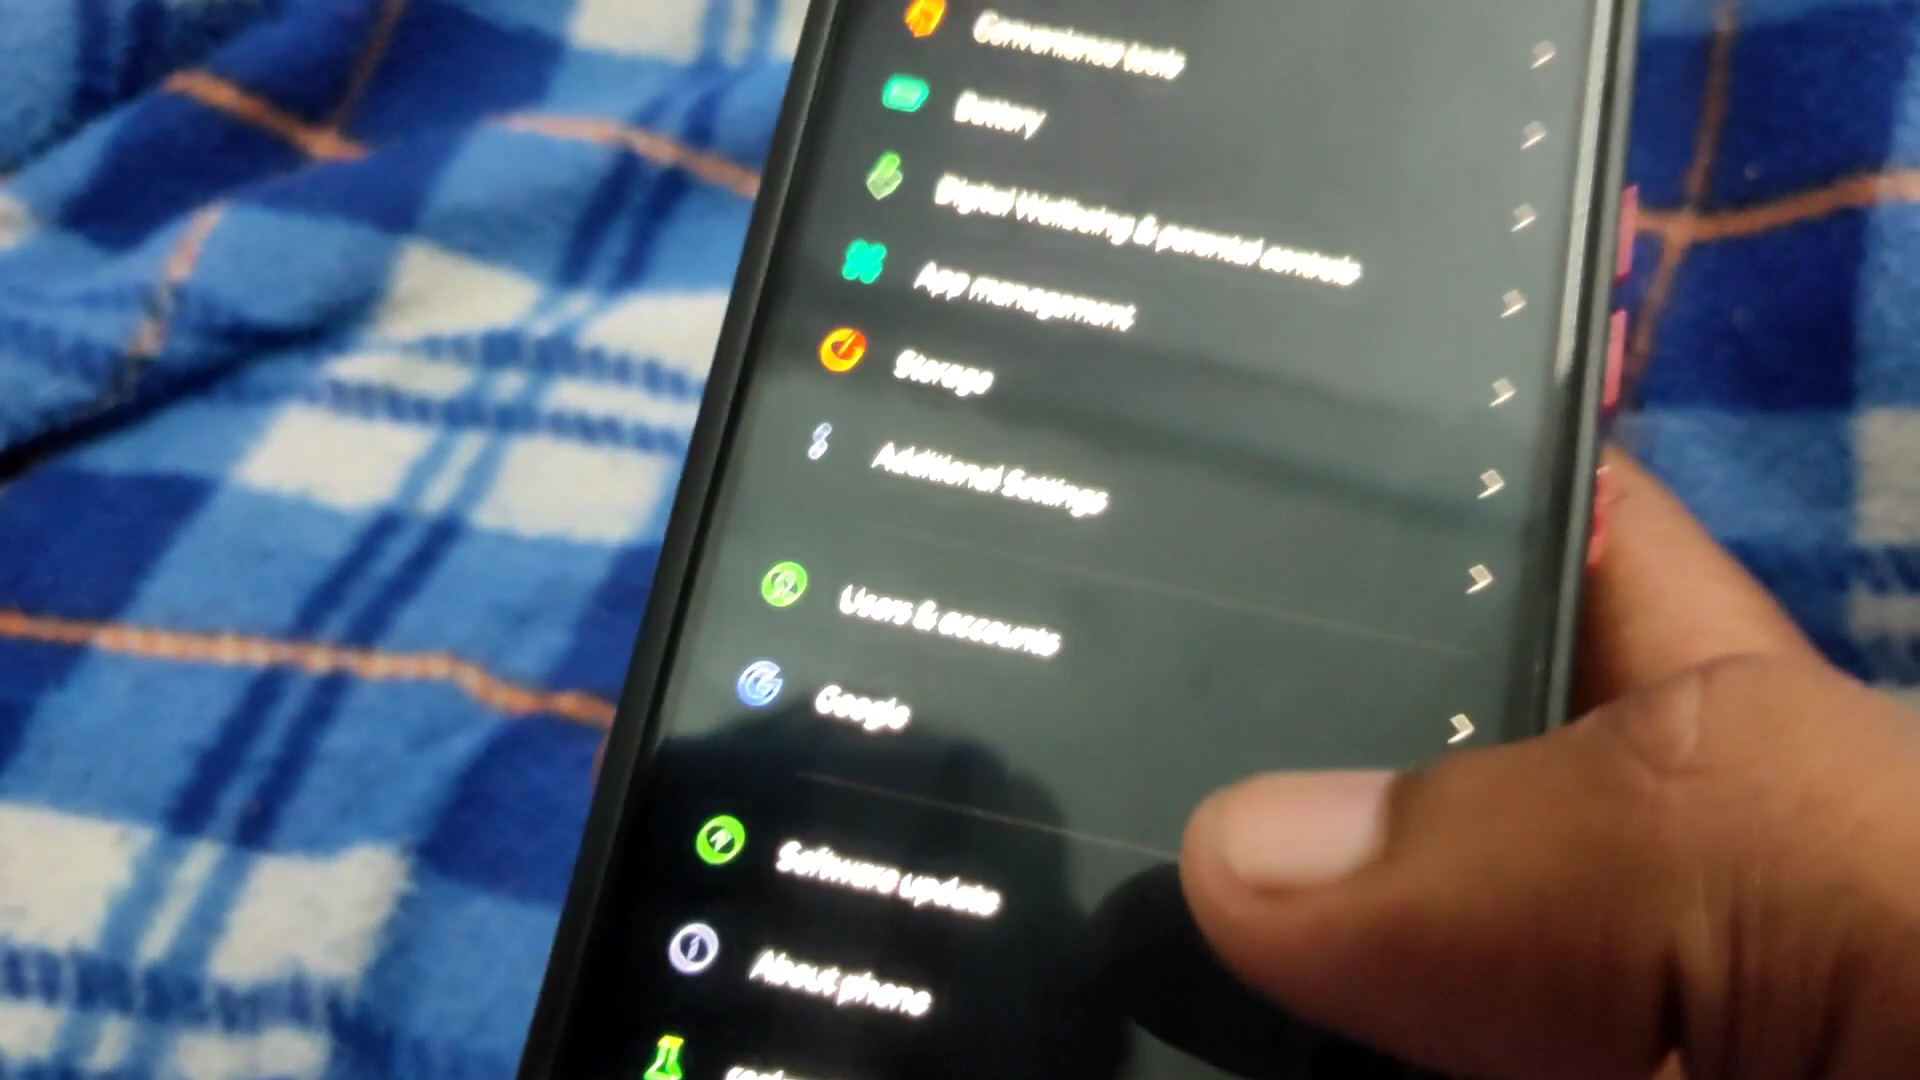 Convenience tools
Battery
Digital Wellbeing & parental controls
App management
Storage
Additional Settings
Users & accounts
Google
Software update
About phone